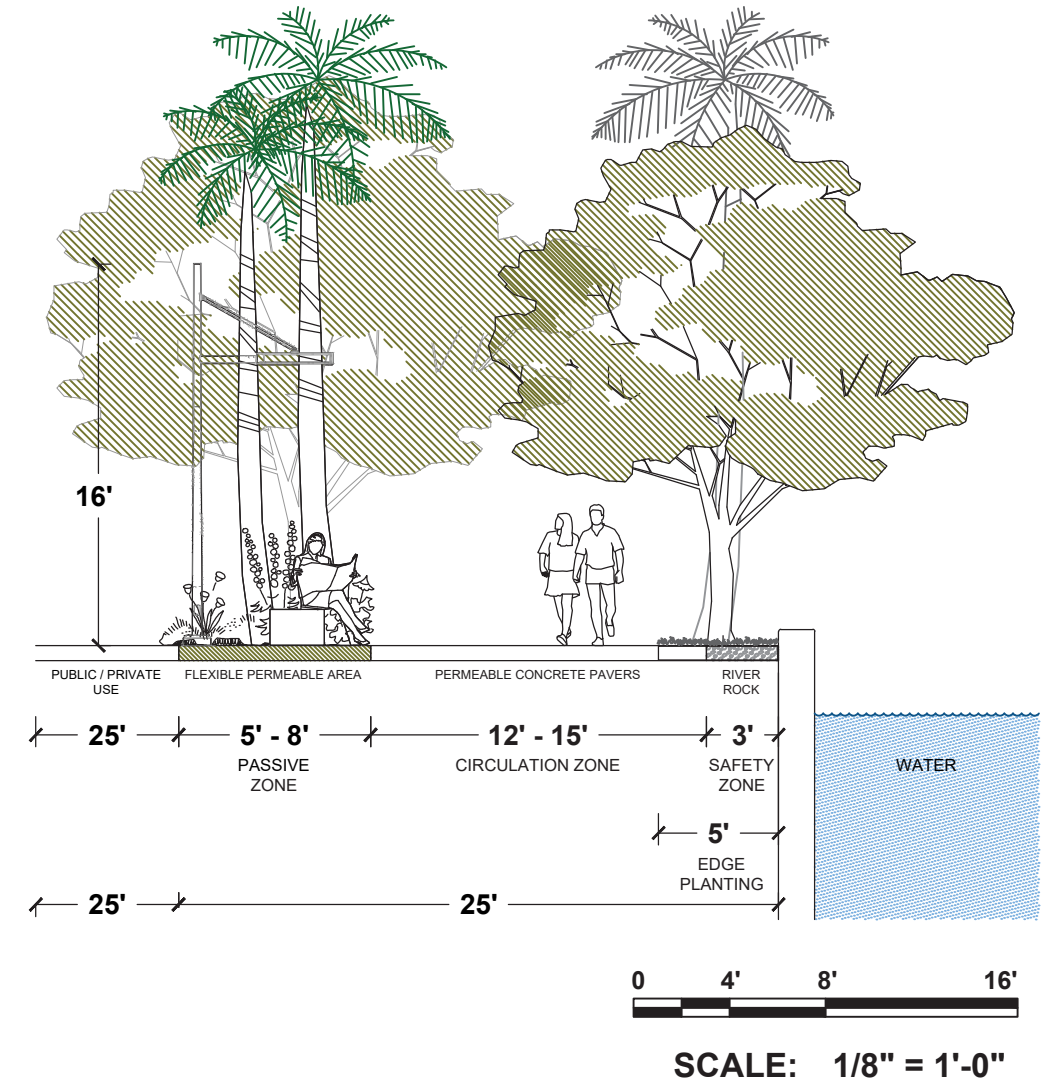 16'
PUBLIC / PRIVATE
USE
FLEXIBLE PERMEABLE AREA
PERMEABLE CONCRETE PAVERS
RIVER
ROCK
25'
5' - 8'
12' - 15'
3'
PASSIVE
ZONE
CIRCULATION ZONE
SAFETY
ZONE
WATER
5'
EDGE
PLANTING
25'
25'
0 4' 8' 16'
SCALE: 1/8" = 1'-0"